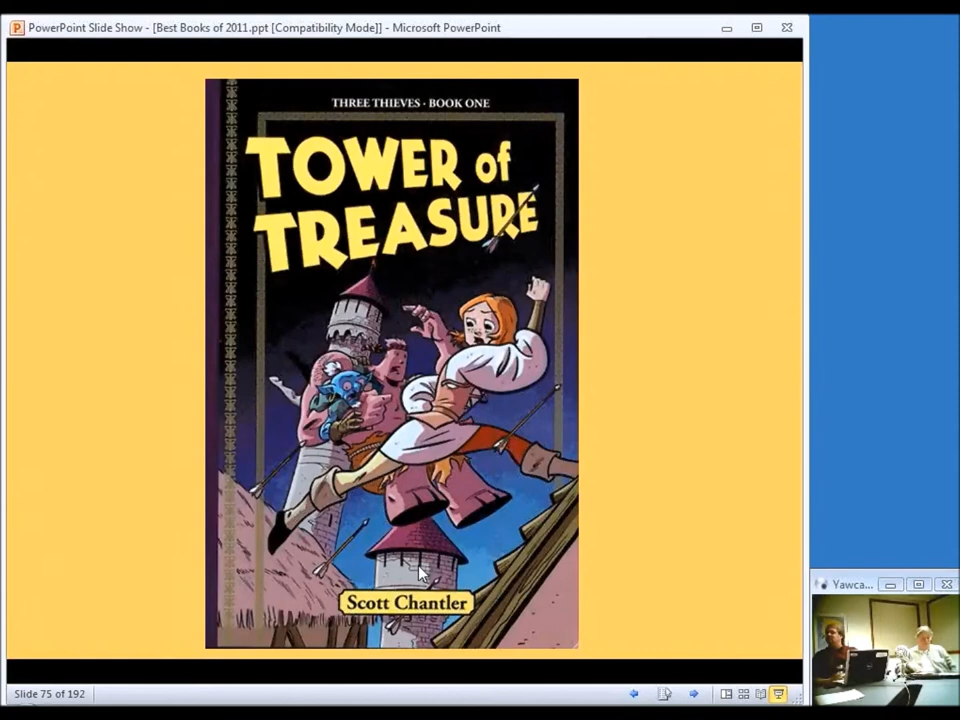 PowerPoint Slide Show - [Best Books of 2011.ppt [Compatibility Mode]] - Microsoft PowerPoint
THREE THIEVES · BOOK ONE
TOWER of
TREASURE
Scott Chantler
Yawca...
Slide 75 of 192